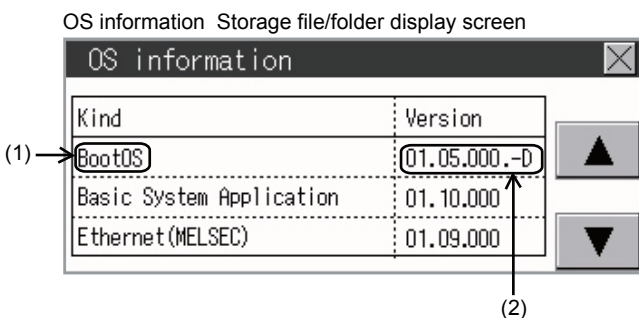 OS information Storage file/folder display screen
OS information
Kind Version
(1) BootOS 01.05.000.-D
Basic System Application 01.10.000
Ethernet(MELSEC) 01.09.000
(2)